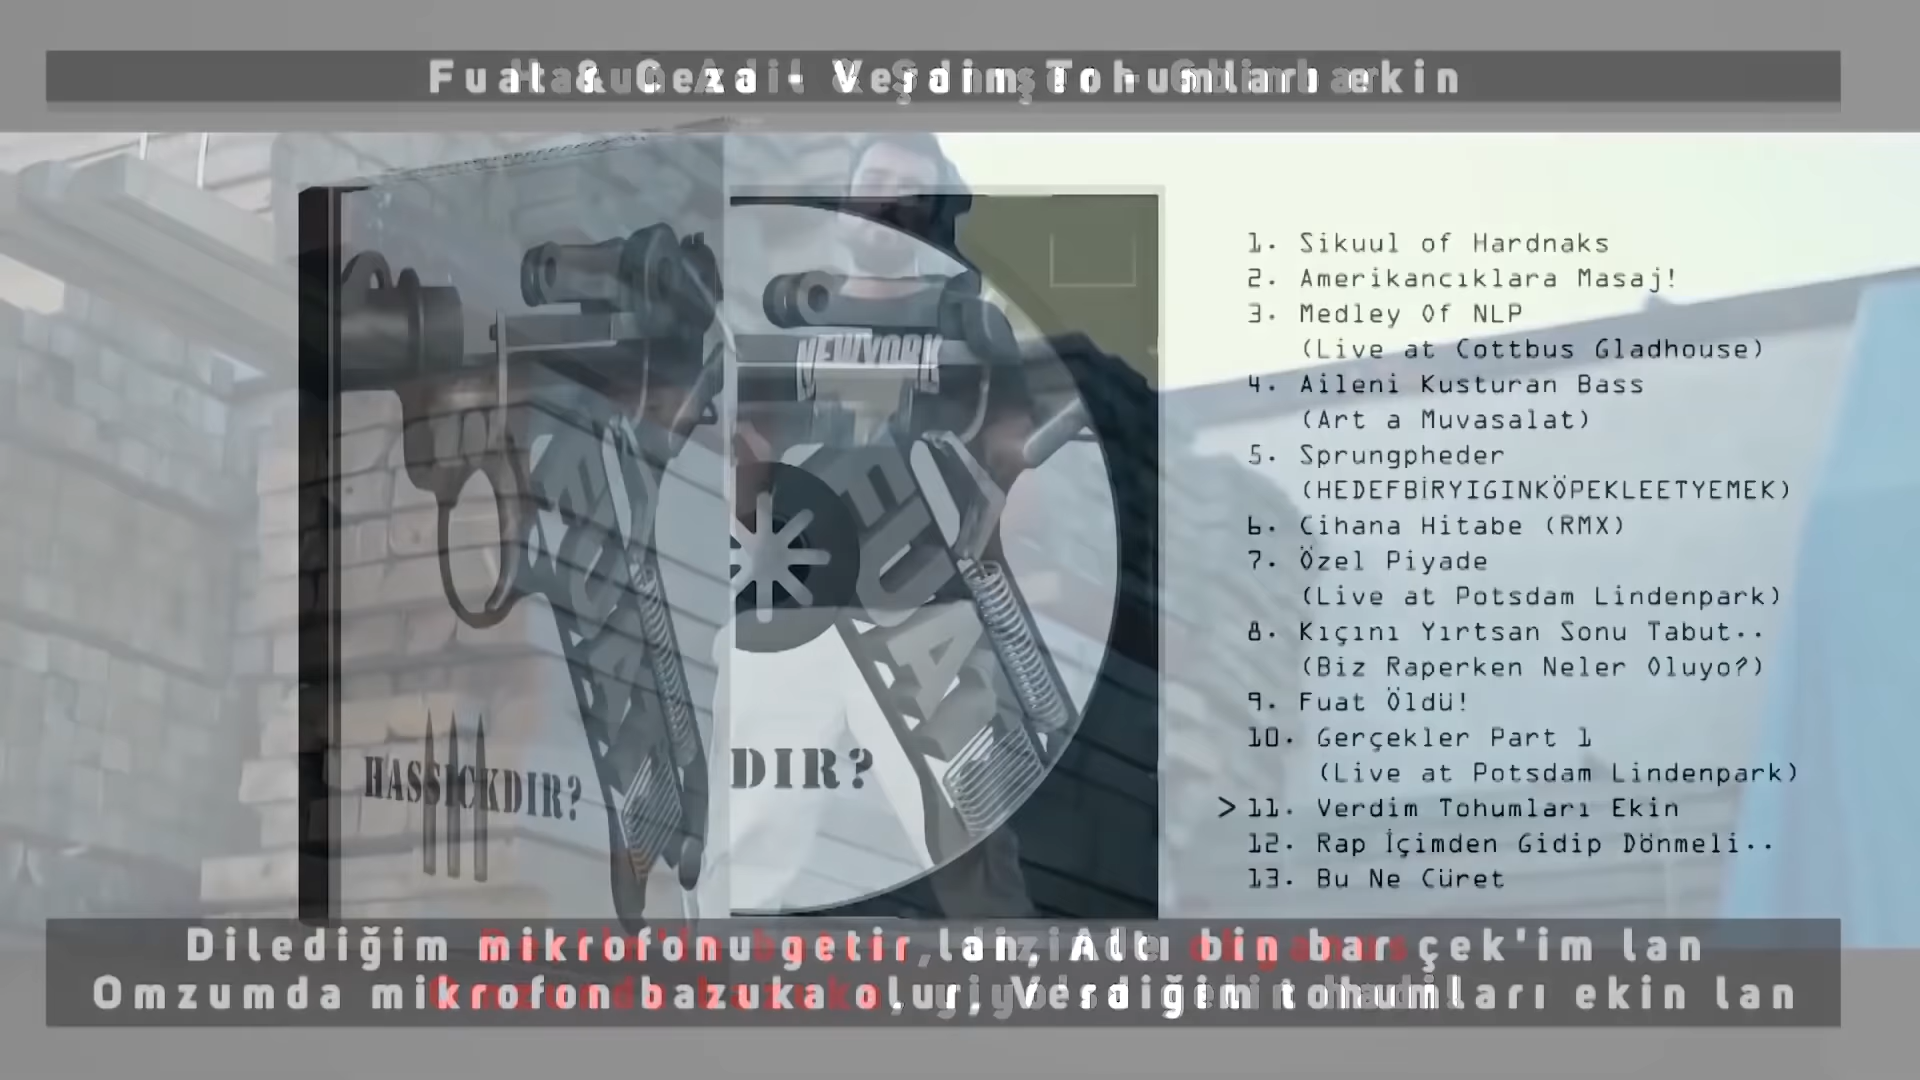 Fuat & Ceza - Verdim Tohumları ekin
1. Sikuul of Hardnaks
2. Amerikancıklara Masaj!
3. Medley Of NLP
(Live at Cottbus Gladhouse)
4. Aileni Kusturan Bass
(Art a Muvasalat)
5. Sprungpheder
(HEDEFBİRYIGINKÖPEKLEETYEMEK)
6. Cihana Hitabe (RMX)
7. Özel Piyade
(Live at Potsdam Lindenpark)
8. Kıçını Yırtsan Sonu Tabut..
(Biz Raperken Neler Oluyo?)
9. Fuat Öldü!
10. Gerçekler Part 1
(Live at Potsdam Lindenpark)
>11. Verdim Tohumları Ekin
12. Rap İçimden Gidip Dönmeli..
13. Bu Ne Cüret
NEWYORK
HASSICKDIR?
DIR?
Dilediğim mikrofonu getir lan, Altı bin bar çek'im lan
Omzumda mikrofon bazuka olur, Verdiğim tohumları ekin lan